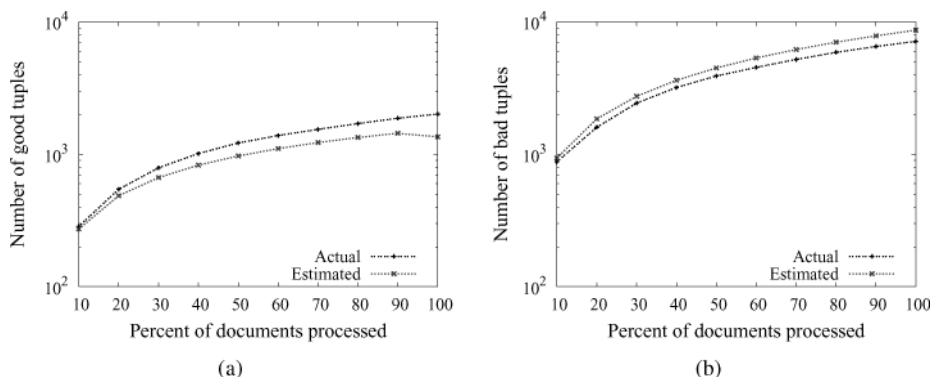 10^4
10^3
10^2
Number of good tuples
Actual
Estimated
10 20 30 40 50 60 70 80 90 100
Percent of documents processed
(a)
10^4
10^3
10^2
Number of bad tuples
Actual
Estimated
10 20 30 40 50 60 70 80 90 100
Percent of documents processed
(b)